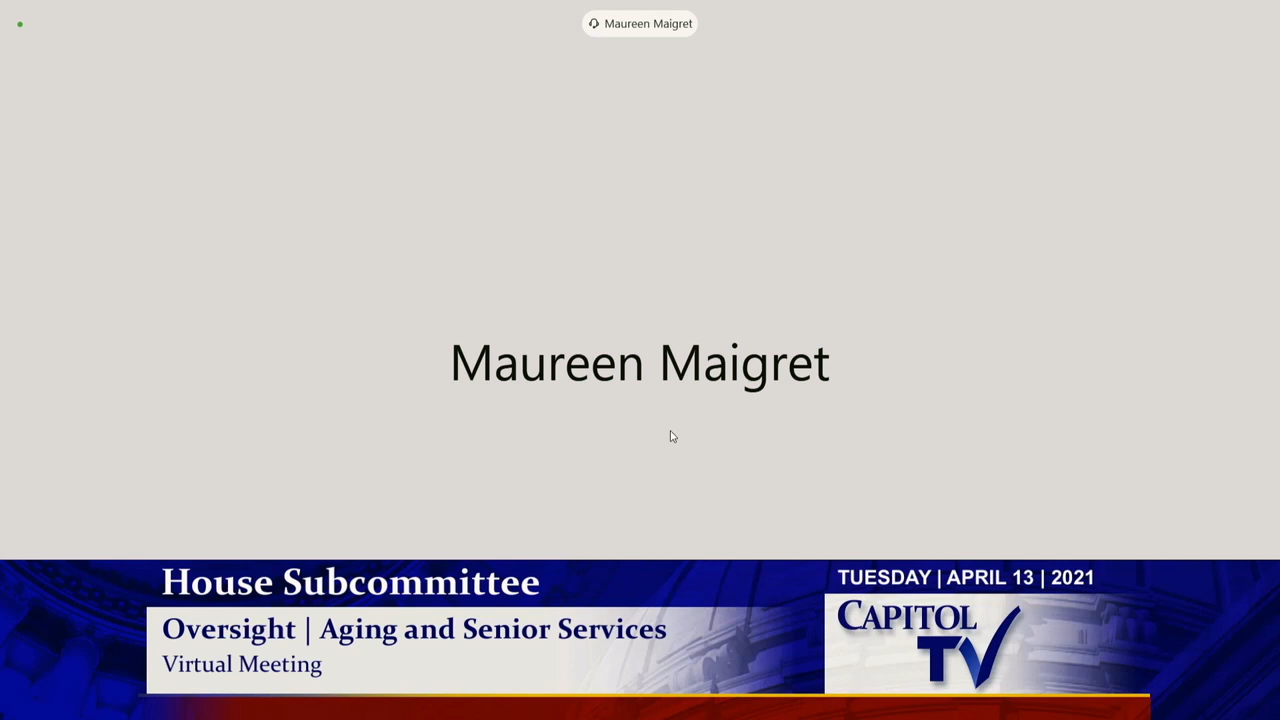 Maureen Maigret
Maureen Maigret
House Subcommittee
Oversight | Aging and Senior Services
Virtual Meeting
TUESDAY | APRIL 13 | 2021
CAPITOL
TV